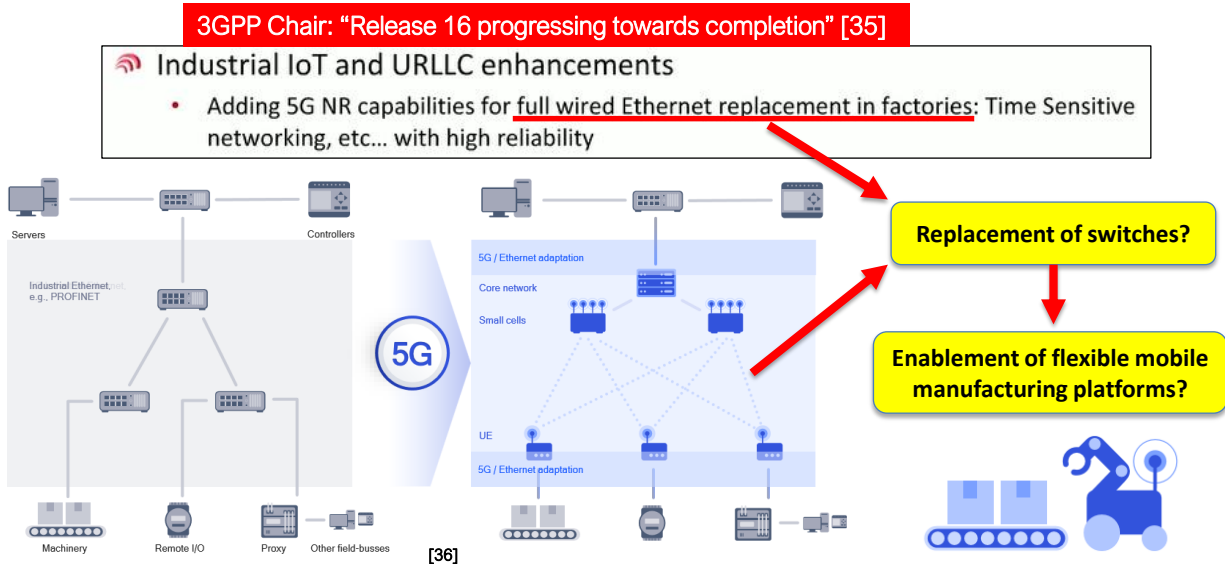 3GPP Chair: “Release 16 progressing towards completion” [35]
Industrial IoT and URLLC enhancements
• Adding 5G NR capabilities for full wired Ethernet replacement in factories: Time Sensitive
networking, etc... with high reliability
Servers
Controllers
Industrial Ethernet,
e.g., PROFINET
Machinery
Remote I/O
Proxy
Other field-busses
[36]
5G
5G / Ethernet adaptation
Core network
Small cells
UE
5G / Ethernet adaptation
Replacement of switches?
Enablement of flexible mobile
manufacturing platforms?